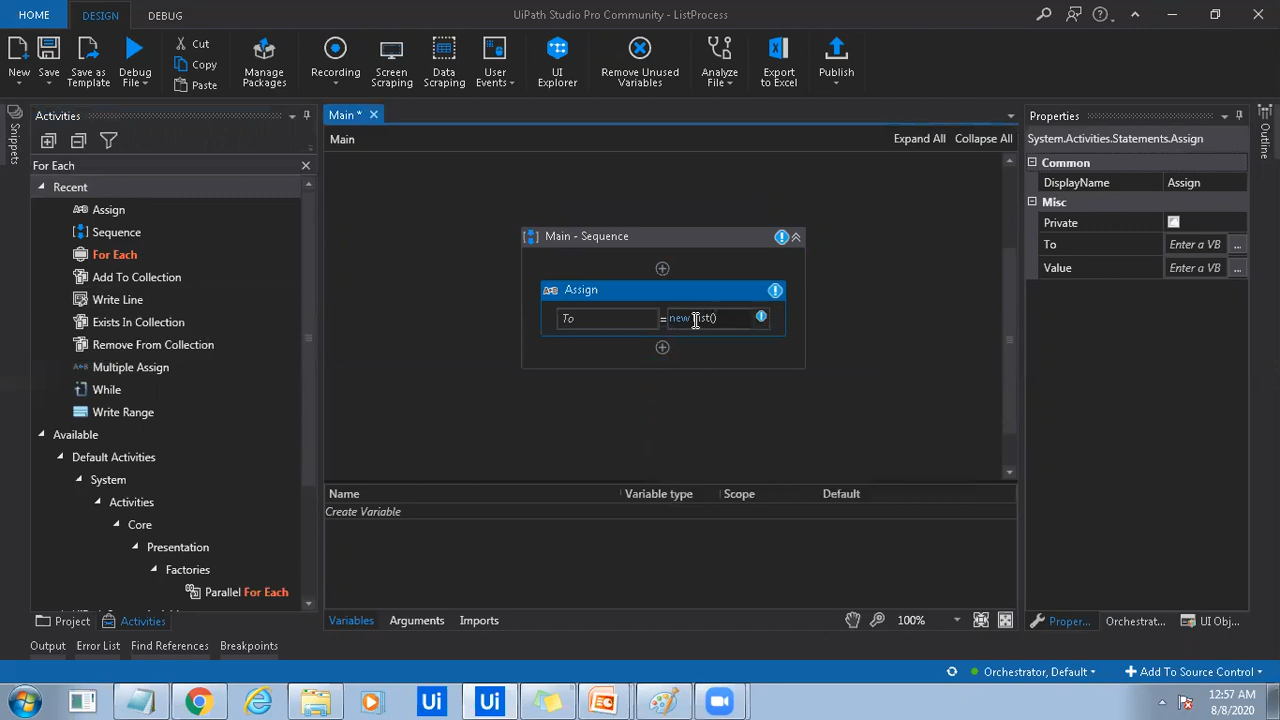 HOME
DESIGN
DEBUG
UiPath Studio Pro Community - ListProcess
New
Save
Save as Template
Debug File
Cut
Copy
Paste
Manage Packages
Recording
Screen Scraping
Data Scraping
User Events
UI Explorer
Remove Unused Variables
Analyze File
Export to Excel
Publish
Snippets
Activities
For Each
Recent
Assign
Sequence
For Each
Add To Collection
Write Line
Exists In Collection
Remove From Collection
Multiple Assign
While
Write Range
Available
Default Activities
System
Activities
Core
Presentation
Factories
Parallel For Each
Project
Activities
Main *
Main
Expand All
Collapse All
Main - Sequence
Assign
To
=
new
Name
Variable type
Scope
Default
Create Variable
Variables
Arguments
Imports
100%
Properties
System.Activities.Statements.Assign
Common
DisplayName
Assign
Misc
Private
To
Enter a VB
...
Value
Enter a VB
...
Outline
Proper...
Orchestrat...
UI Obj...
Output
Error List
Find References
Breakpoints
Orchestrator, Default
Add To Source Control
Ui
Ui
12:57 AM
8/8/2020